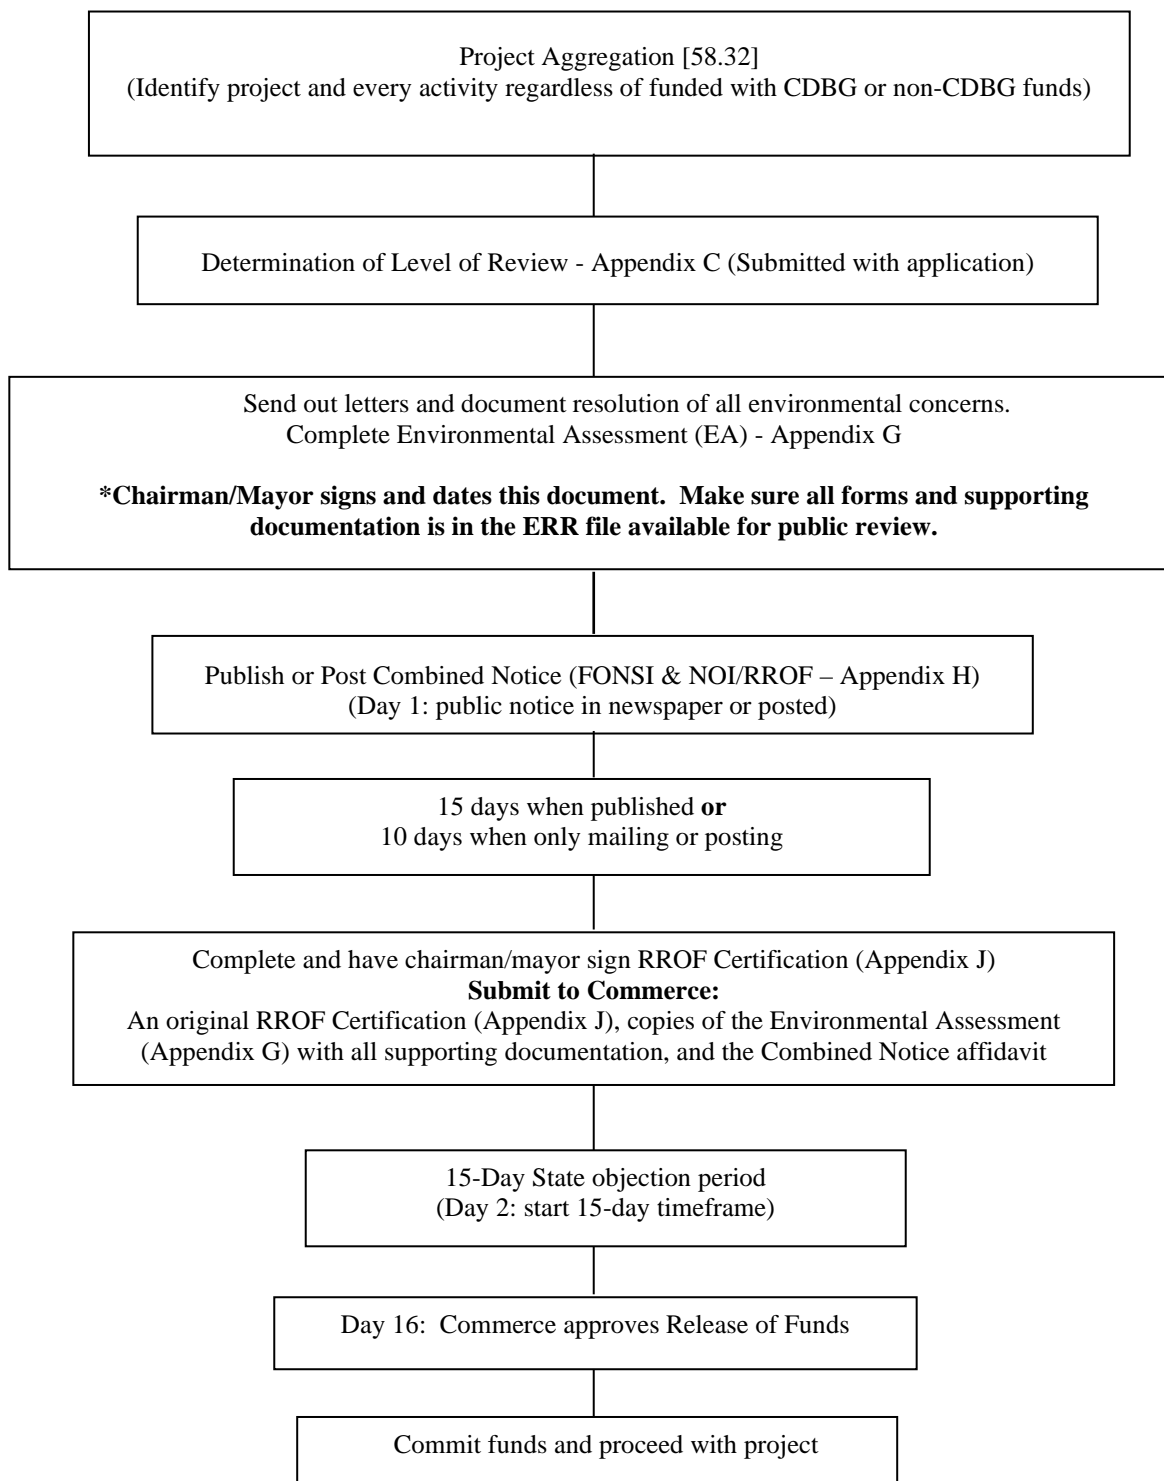 Project Aggregation [58.32]
(Identify project and every activity regardless of funded with CDBG or non-CDBG funds)
Determination of Level of Review - Appendix C (Submitted with application)
Send out letters and document resolution of all environmental concerns.
Complete Environmental Assessment (EA) - Appendix G
*Chairman/Mayor signs and dates this document.  Make sure all forms and supporting
documentation is in the ERR file available for public review.
Publish or Post Combined Notice (FONSI & NOI/RROF – Appendix H)
(Day 1: public notice in newspaper or posted)
15 days when published or
10 days when only mailing or posting
Complete and have chairman/mayor sign RROF Certification (Appendix J)
Submit to Commerce:
An original RROF Certification (Appendix J), copies of the Environmental Assessment
(Appendix G) with all supporting documentation, and the Combined Notice affidavit
15-Day State objection period
(Day 2: start 15-day timeframe)
Day 16:  Commerce approves Release of Funds
Commit funds and proceed with project